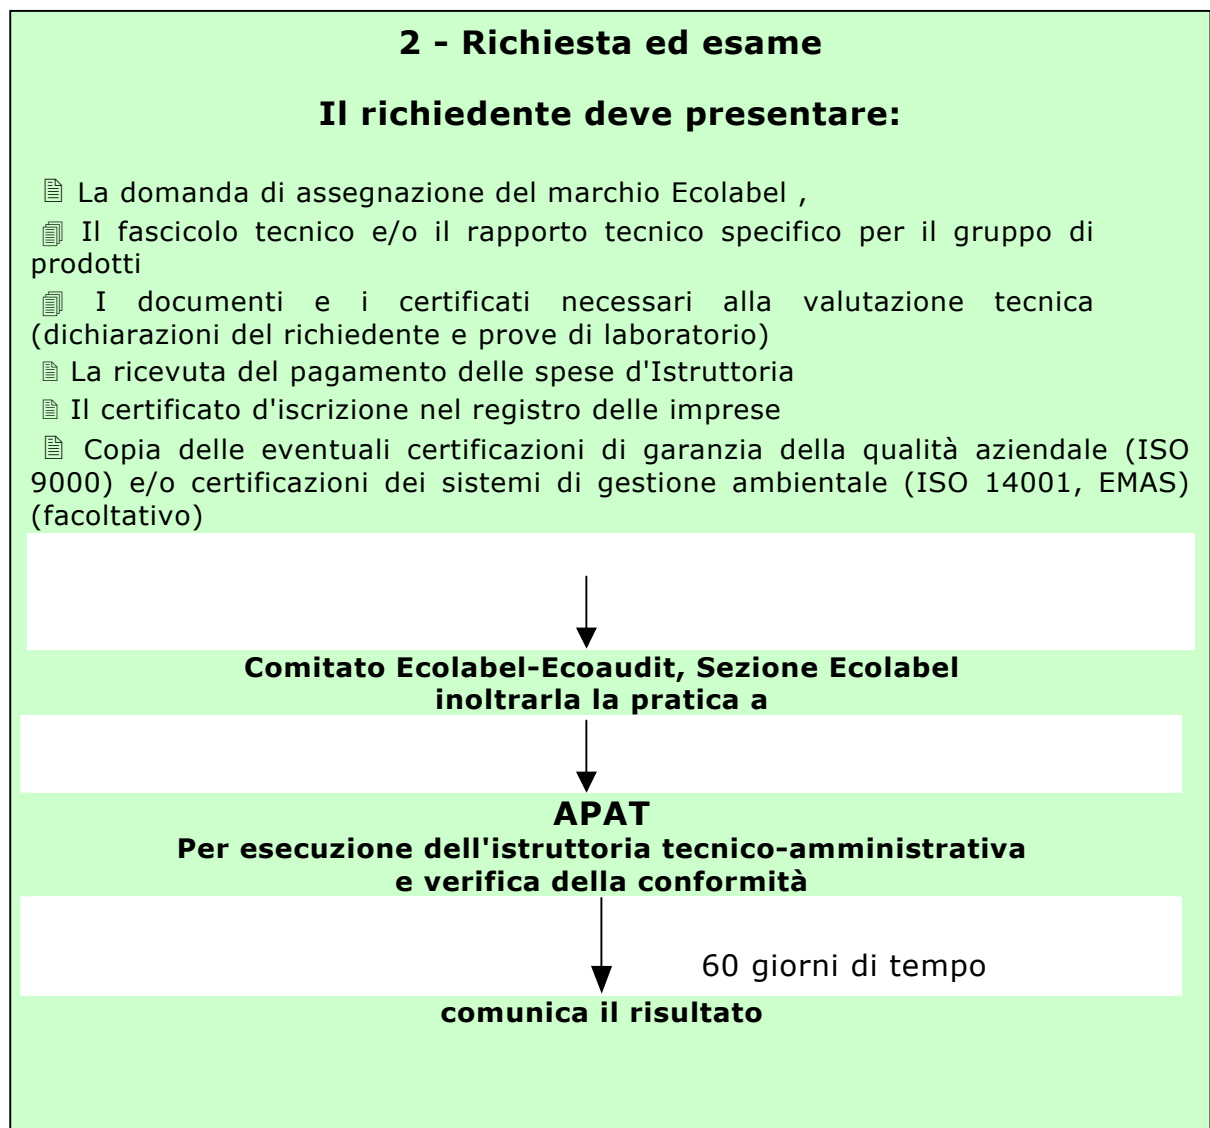 2 - Richiesta ed esame
Il richiedente deve presentare:
La domanda di assegnazione del marchio Ecolabel ,
Il fascicolo tecnico e/o il rapporto tecnico specifico per il gruppo di
prodotti
I documenti e i certificati necessari alla valutazione tecnica
(dichiarazioni del richiedente e prove di laboratorio)
La ricevuta del pagamento delle spese d'Istruttoria
Il certificato d'iscrizione nel registro delle imprese
Copia delle eventuali certificazioni di garanzia della qualità aziendale (ISO
9000) e/o certificazioni dei sistemi di gestione ambientale (ISO 14001, EMAS)
(facoltativo)
Comitato Ecolabel-Ecoaudit, Sezione Ecolabel
inoltrarla la pratica a
APAT
Per esecuzione dell'istruttoria tecnico-amministrativa
e verifica della conformità
60 giorni di tempo
comunica il risultato